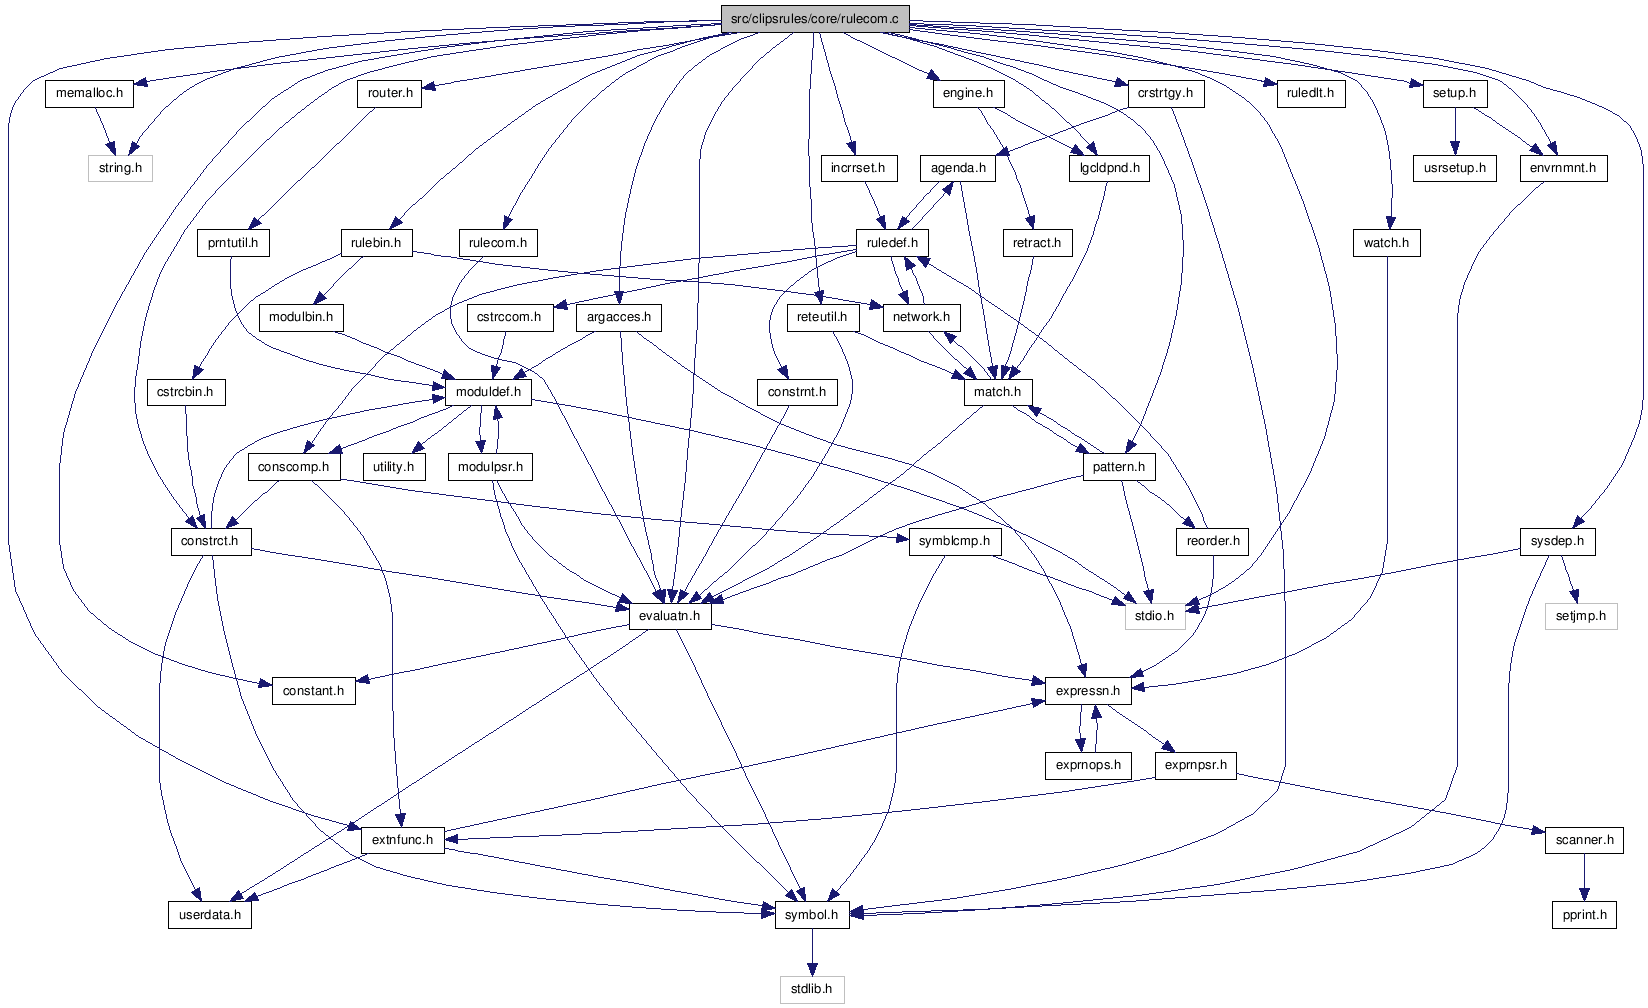 src/clipsrules/core/rulecom.c
memalloc.h
router.h
engine.h
crstrtgy.h
ruledlt.h
setup.h
string.h
incrrset.h
agenda.h
lgcldpnd.h
usrsetup.h
envrnmnt.h
prntutil.h
rulebin.h
rulecom.h
ruledef.h
retract.h
watch.h
modulbin.h
cstrccom.h
argacces.h
reteutil.h
network.h
cstrcbin.h
moduldef.h
constrnt.h
match.h
conscomp.h
utility.h
modulpsr.h
pattern.h
constrct.h
symblcmp.h
reorder.h
sysdep.h
evaluatn.h
stdio.h
setjmp.h
constant.h
expressn.h
exprnops.h
exprnpsr.h
extnfunc.h
scanner.h
userdata.h
symbol.h
pprint.h
stdlib.h